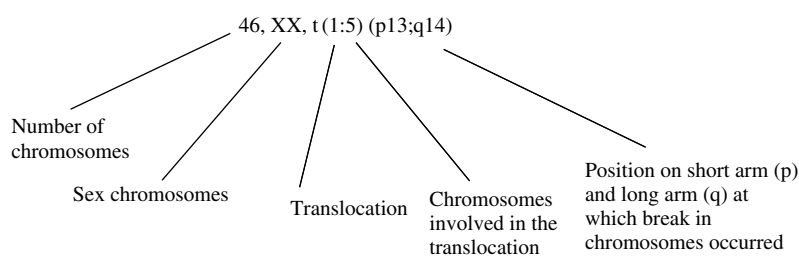 46, XX, t (1:5) (p13;q14)
Number of
chromosomes
Sex chromosomes
Translocation
Chromosomes
involved in the
translocation
Position on short arm (p)
and long arm (q) at
which break in
chromosomes occurred